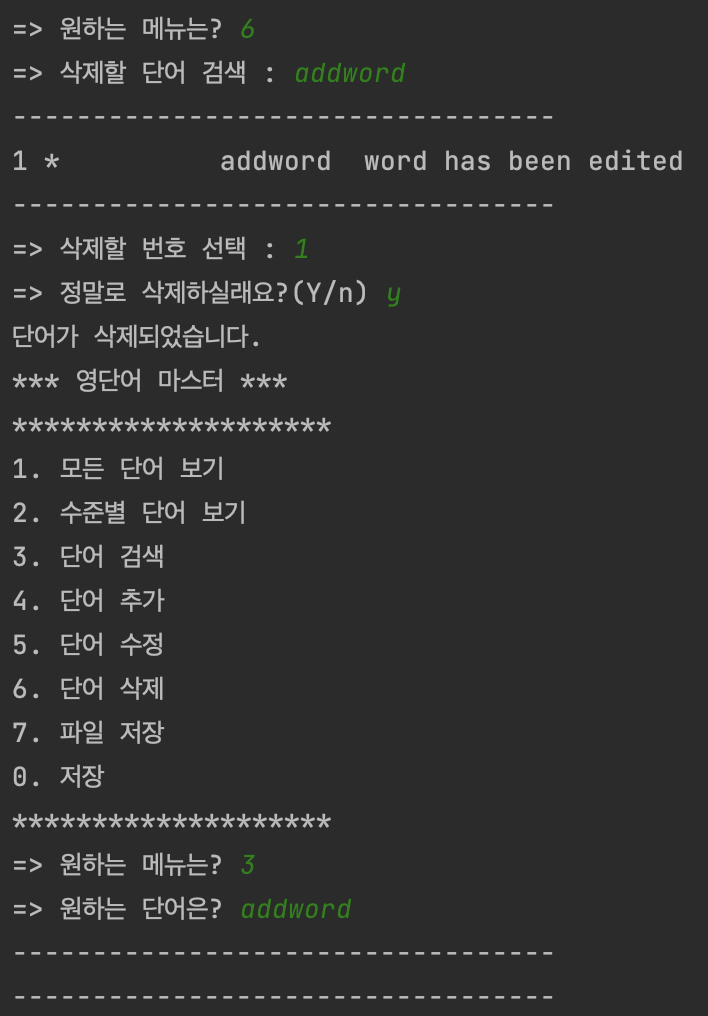 => 원하는 메뉴는? 6
=> 삭제할 단어 검색 : addword
----------------------------------
1 *          addword  word has been edited
----------------------------------
=> 삭제할 번호 선택 : 1
=> 정말로 삭제하실래요?(Y/n) y
단어가 삭제되었습니다.
*** 영단어 마스터 ***
********************
1. 모든 단어 보기
2. 수준별 단어 보기
3. 단어 검색
4. 단어 추가
5. 단어 수정
6. 단어 삭제
7. 파일 저장
0. 저장
********************
=> 원하는 메뉴는? 3
=> 원하는 단어은? addword
----------------------------------
----------------------------------